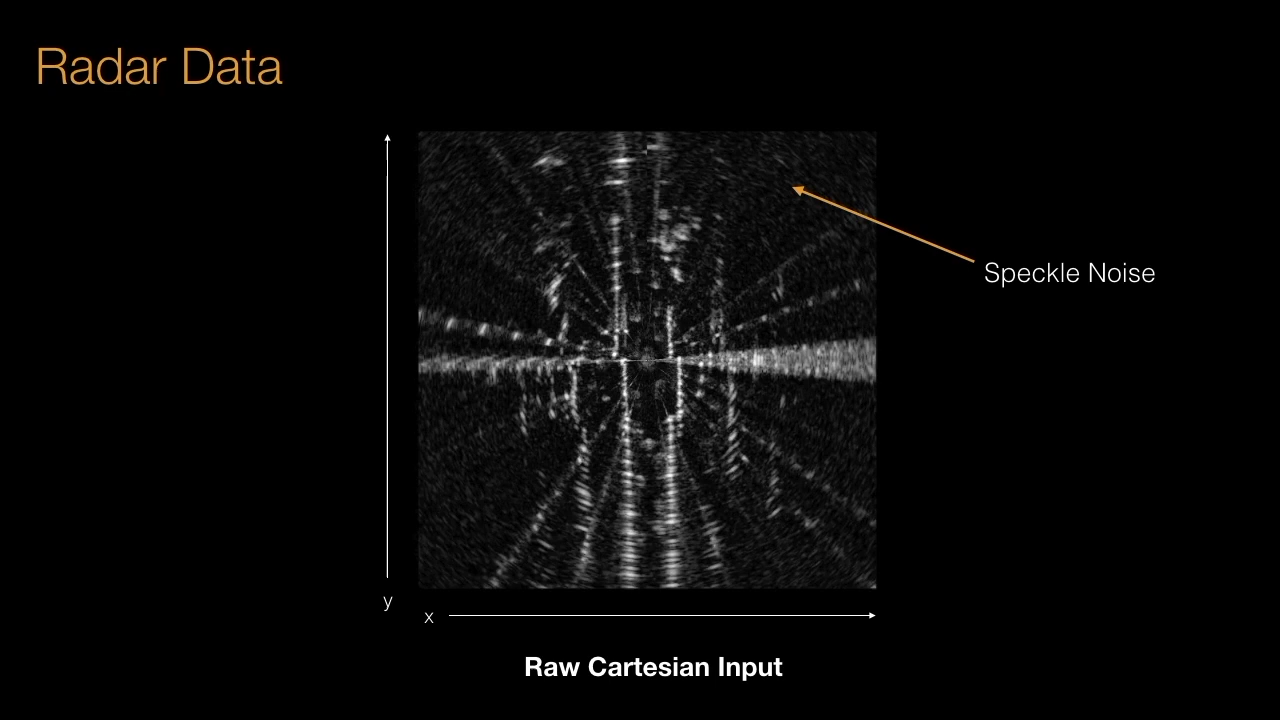 Radar Data
Speckle Noise
y
x
Raw Cartesian Input